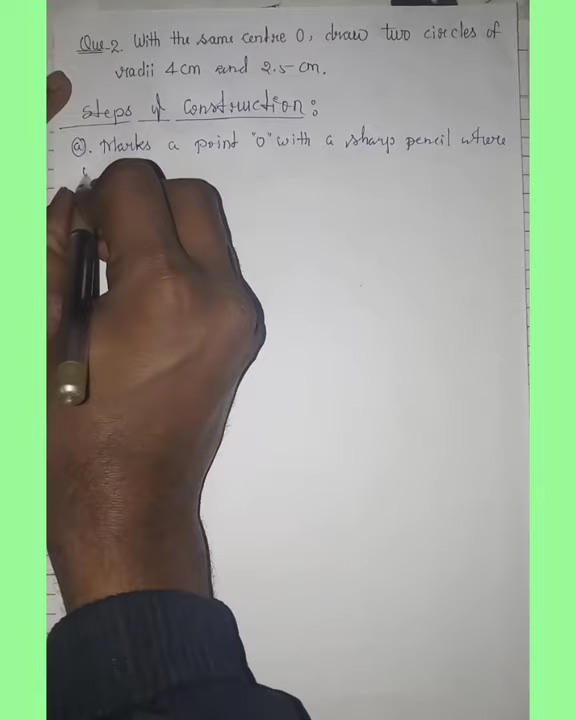 Que-2. With the same centre O, draw two circles of
radii 4cm and 2.5-cm.
Steps of Construction:
(a). Marks a point "O" with a sharp pencil where